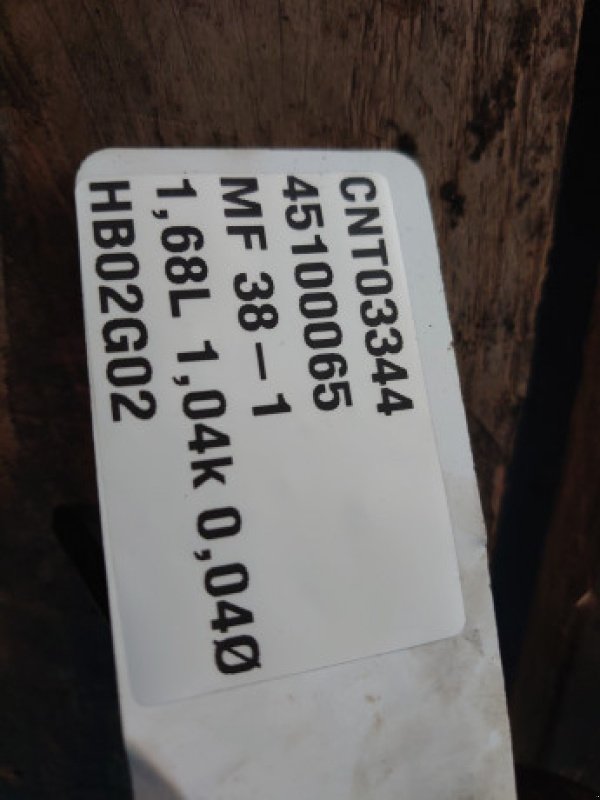 CNT03344
45100065
MF 38-1
1,68L 1,04k 0,04Ø
HB02G02